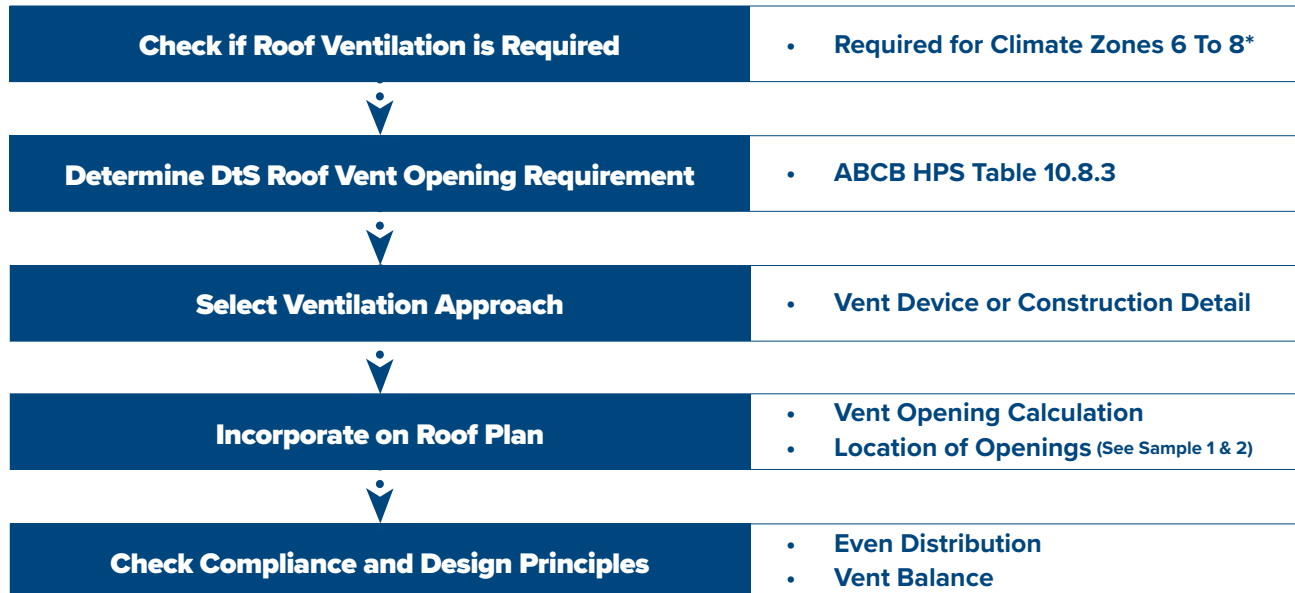 Check if Roof Ventilation is Required
• Required for Climate Zones 6 To 8*
Determine DtS Roof Vent Opening Requirement
• ABCB HPS Table 10.8.3
Select Ventilation Approach
• Vent Device or Construction Detail
Incorporate on Roof Plan
• Vent Opening Calculation
• Location of Openings (See Sample 1 & 2)
Check Compliance and Design Principles
• Even Distribution
• Vent Balance